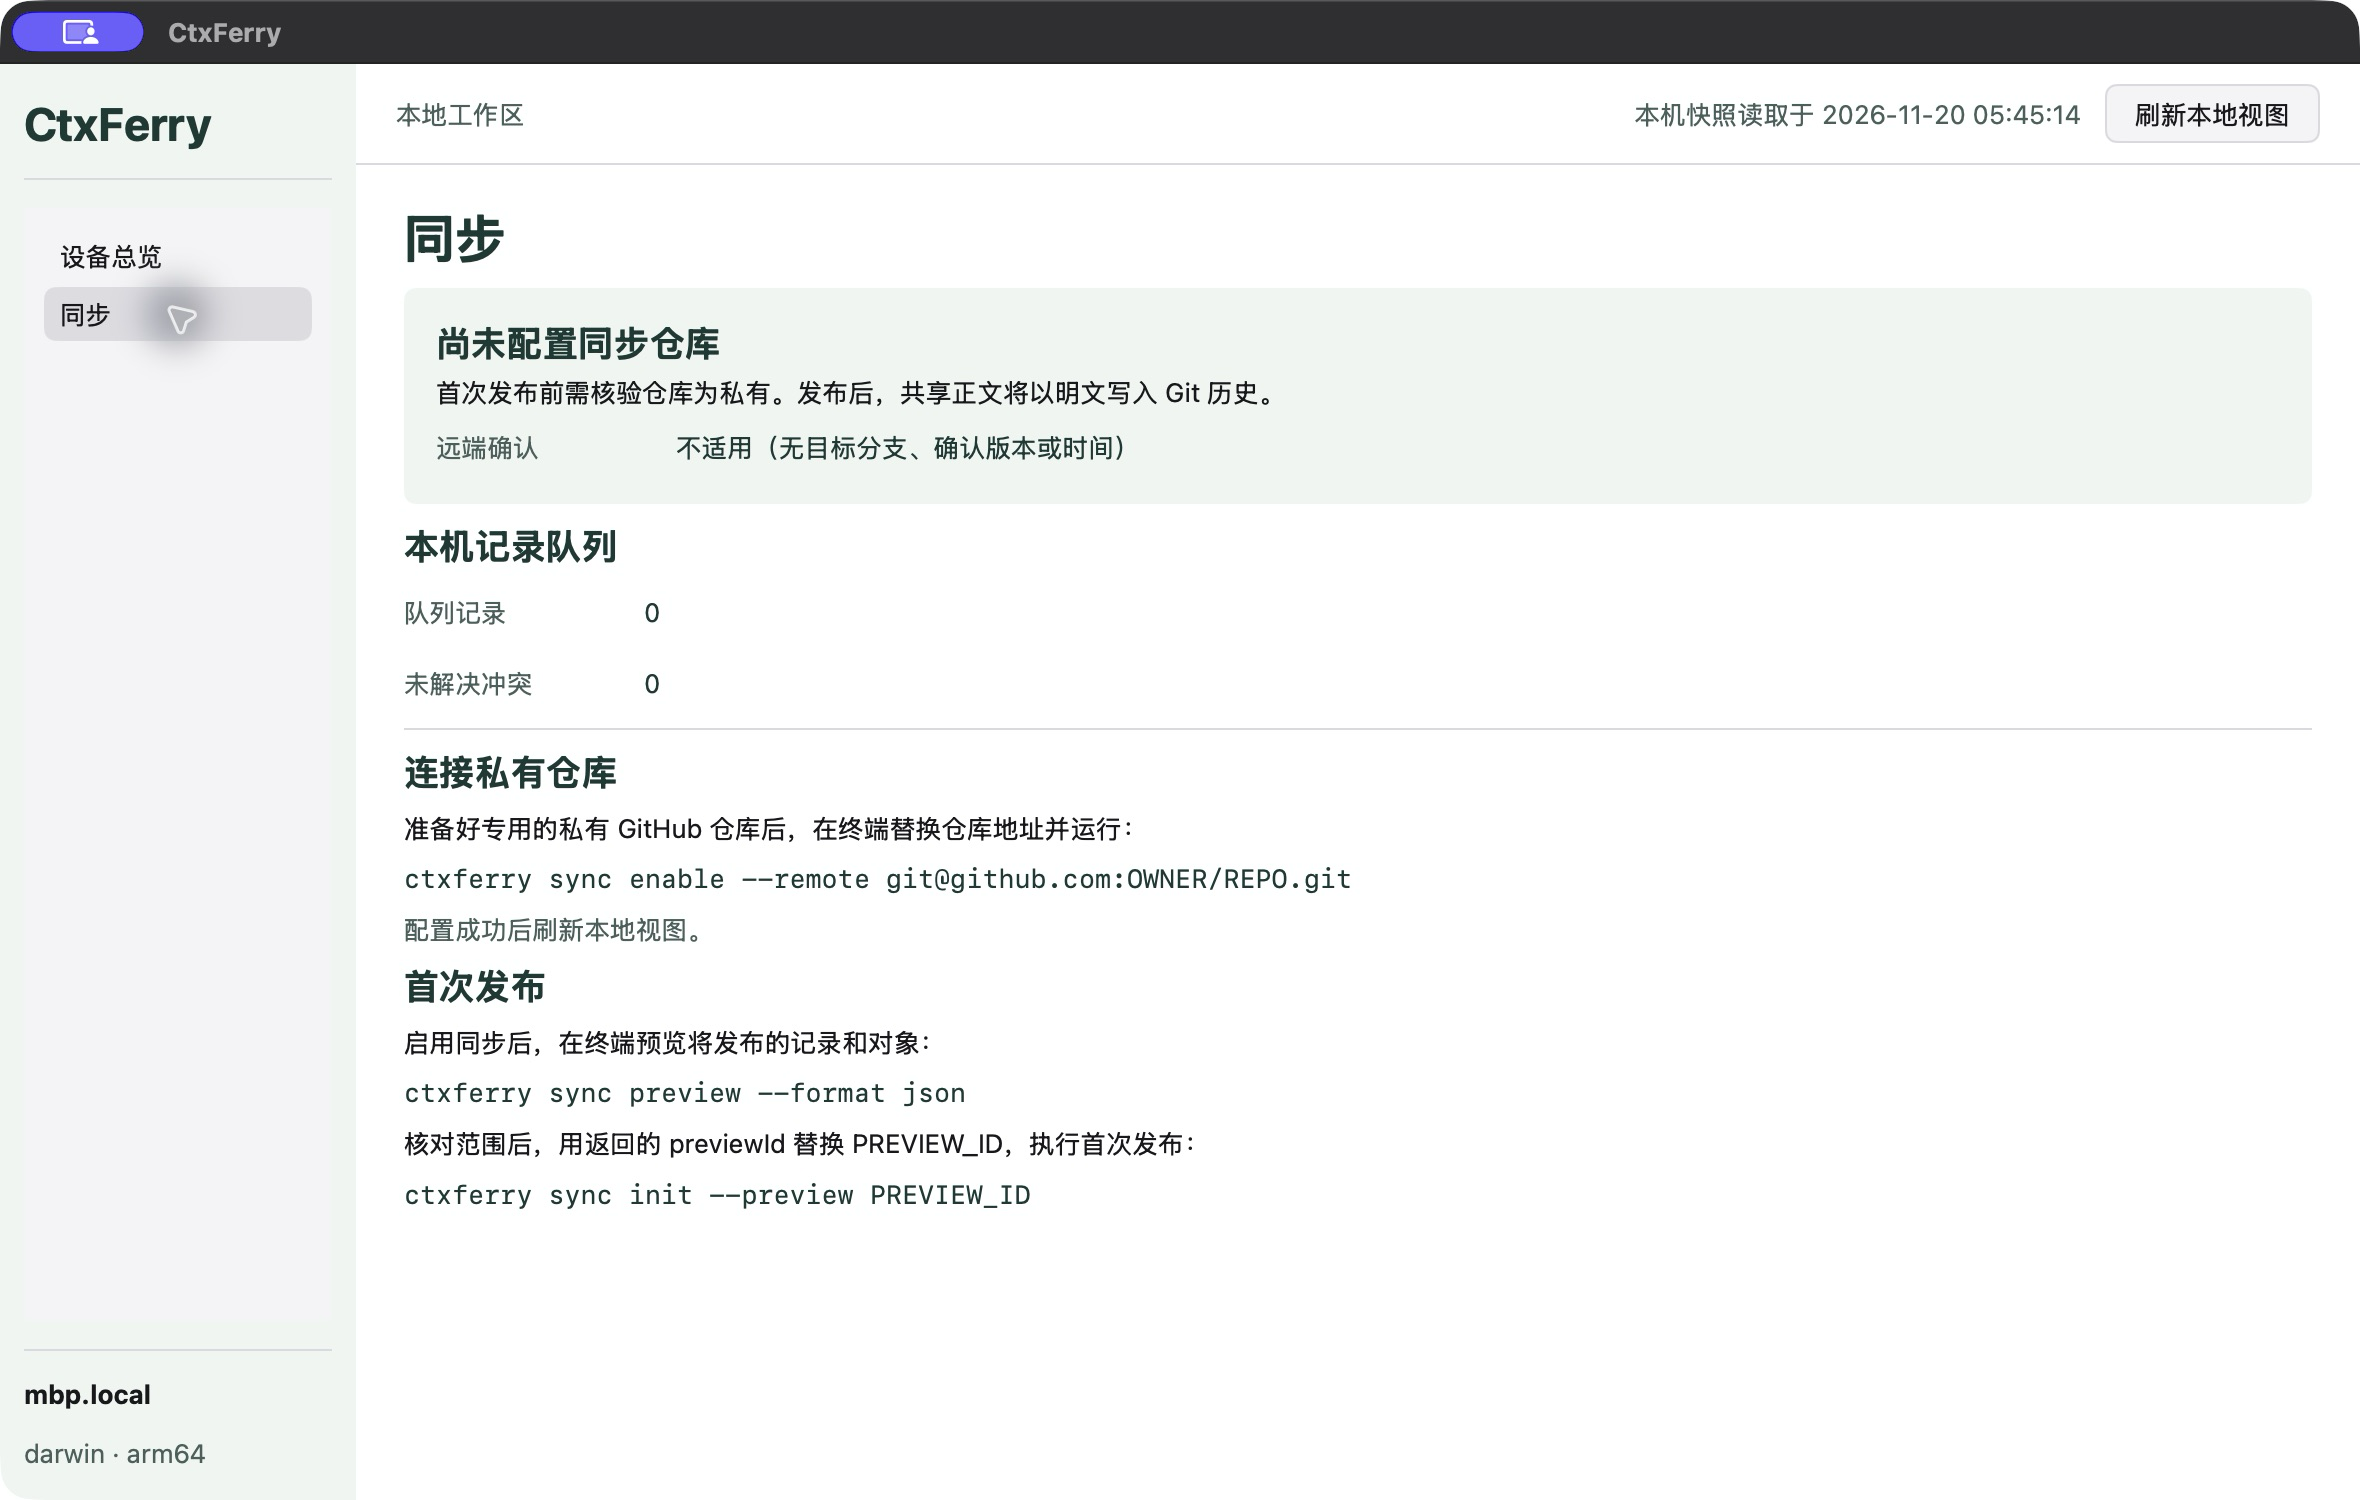 CtxFerry
CtxFerry
设备总览
同步
mbp.local
darwin · arm64
本地工作区
本机快照读取于 2026-11-20 05:45:14
刷新本地视图
同步
尚未配置同步仓库
首次发布前需核验仓库为私有。发布后，共享正文将以明文写入 Git 历史。
远端确认 不适用（无目标分支、确认版本或时间）
本机记录队列
队列记录 0
未解决冲突 0
连接私有仓库
准备好专用的私有 GitHub 仓库后，在终端替换仓库地址并运行：
ctxferry sync enable --remote git@github.com:OWNER/REPO.git
配置成功后刷新本地视图。
首次发布
启用同步后，在终端预览将发布的记录和对象：
ctxferry sync preview --format json
核对范围后，用返回的 previewId 替换 PREVIEW_ID，执行首次发布：
ctxferry sync init --preview PREVIEW_ID